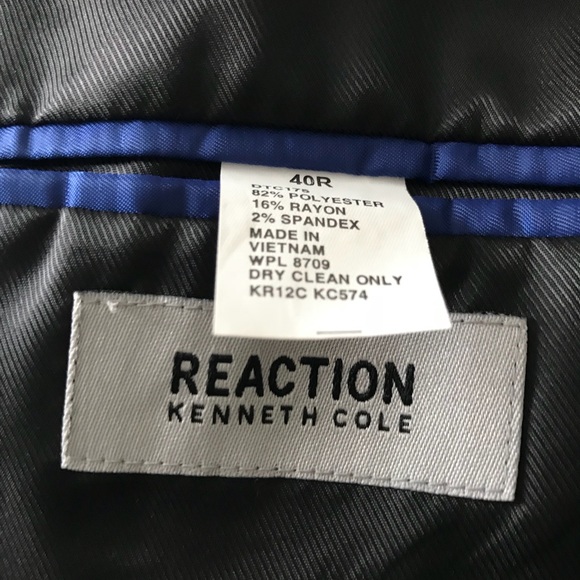 40R
DTC175
82% POLYESTER
16% RAYON
2% SPANDEX
MADE IN
VIETNAM
WPL 8709
DRY CLEAN ONLY
KR12C KC574
REACTION
KENNETH COLE